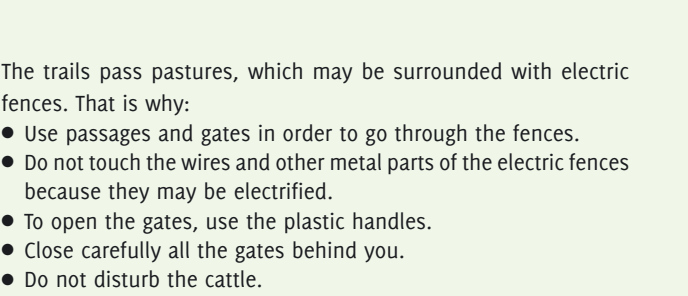 The trails pass pastures, which may be surrounded with electric
fences. That is why:
● Use passages and gates in order to go through the fences.
● Do not touch the wires and other metal parts of the electric fences
because they may be electrified.
● To open the gates, use the plastic handles.
● Close carefully all the gates behind you.
● Do not disturb the cattle.